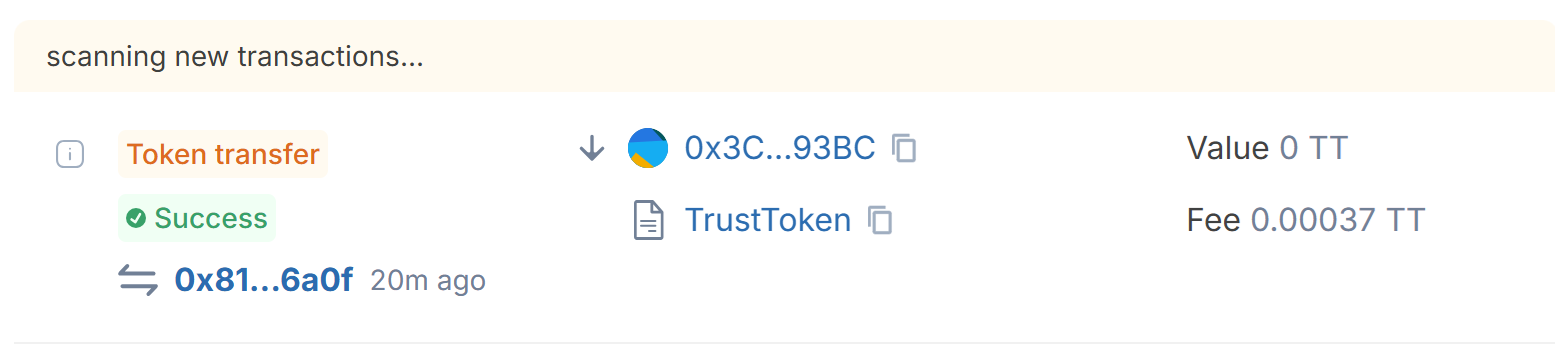 scanning new transactions...
Token transfer
0x3C...93BC
Value 0 TT
Success
TrustToken
Fee 0.00037 TT
0x81...6a0f 20m ago